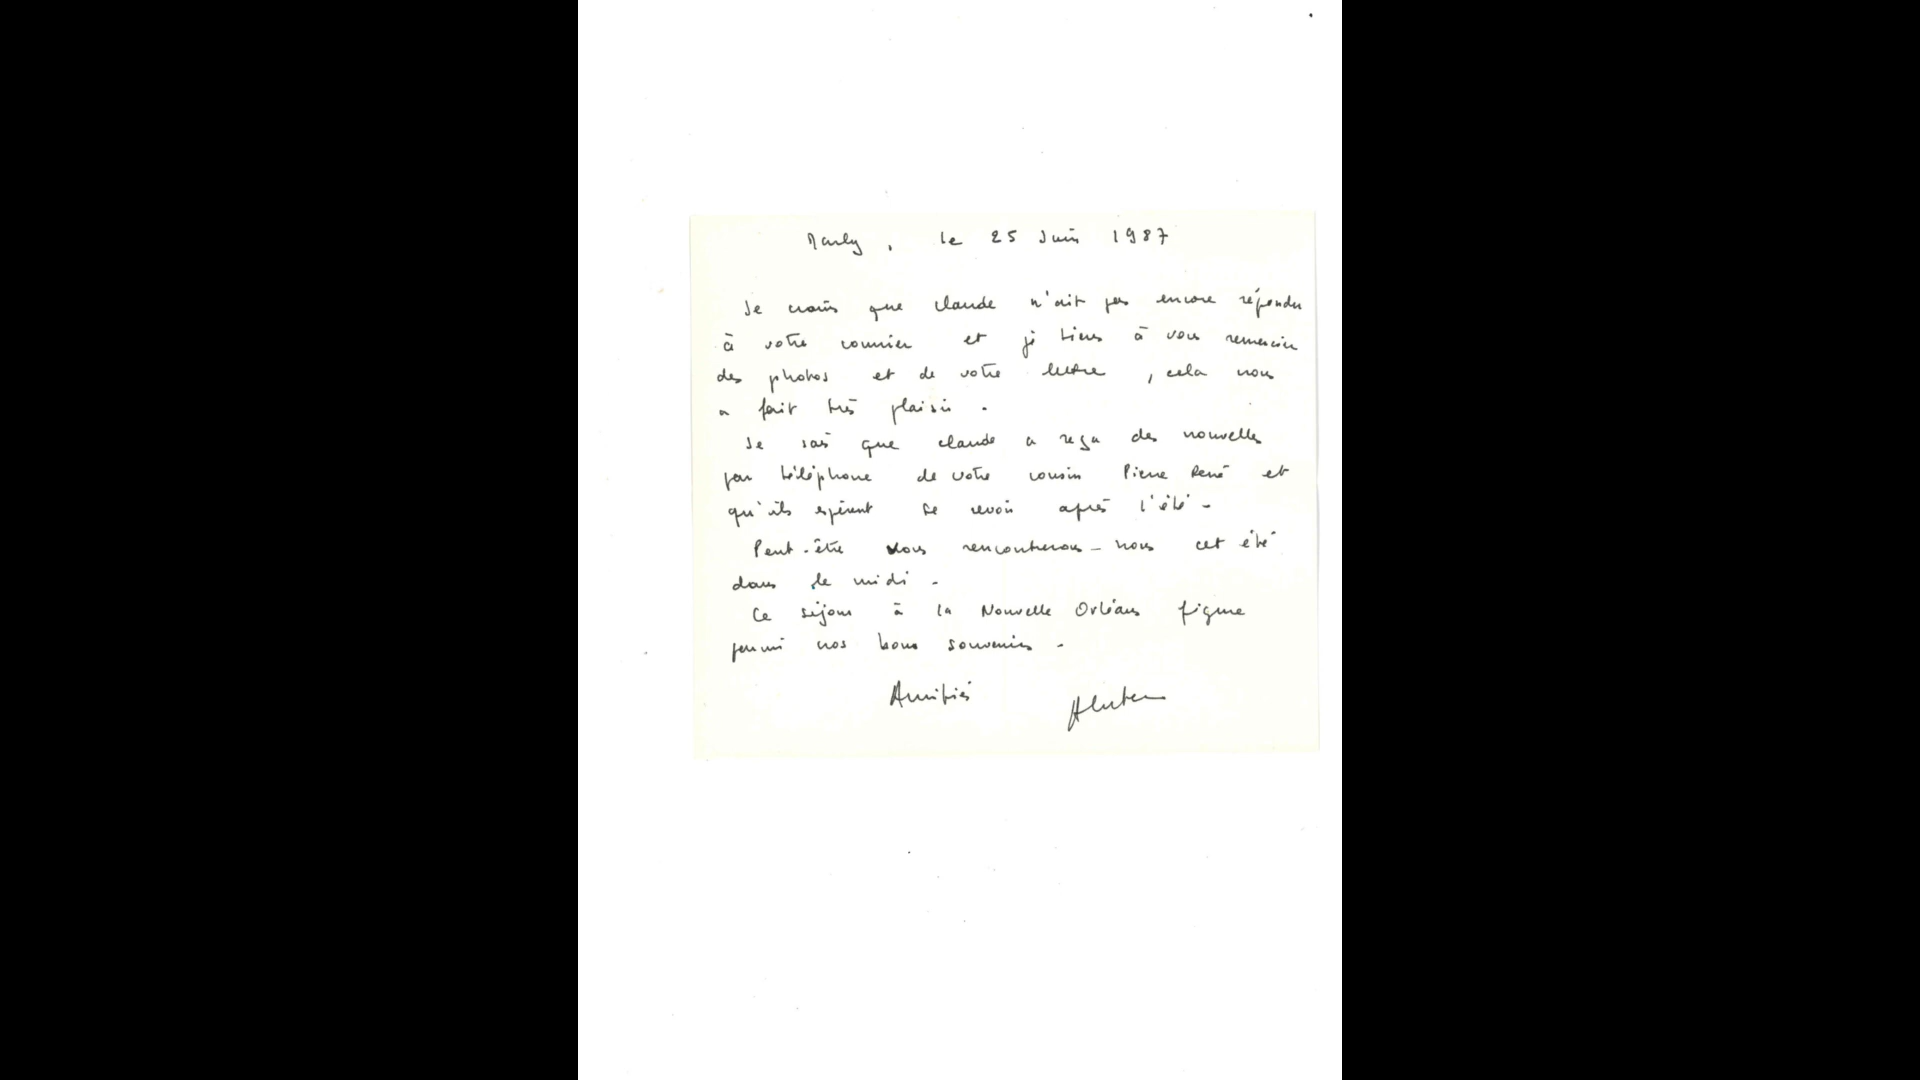 Marly, le 25 Juin 1987
Je crains que claude n'ait pas encore répondu
à votre courrier et je tiens à vous remercier
des photos et de votre lettre, cela nous
a fait très plaisir.
Je sais que claude a reçu des nouvelles
par téléphone de votre cousin Pierre René et
qu'ils espèrent se revoir après l'été.
Peut-être nous rencontrerons-nous cet été
dans le midi.
Ce séjour à la Nouvelle Orléans figure
parmi nos bons souvenirs.
Amitiés